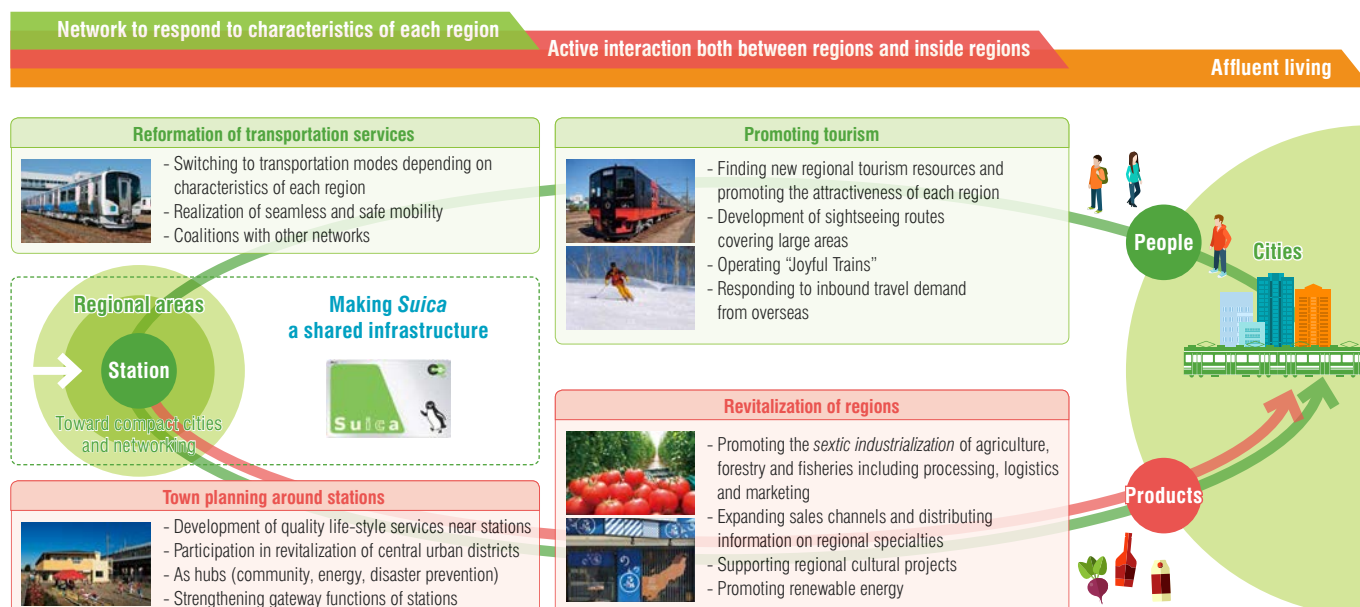 Network to respond to characteristics of each region
Active interaction both between regions and inside regions
Affluent living
Reformation of transportation services
- Switching to transportation modes depending on
characteristics of each region
- Realization of seamless and safe mobility
- Coalitions with other networks
Promoting tourism
- Finding new regional tourism resources and
promoting the attractiveness of each region
- Development of sightseeing routes
covering large areas
- Operating “Joyful Trains”
- Responding to inbound travel demand
from overseas
People
Cities
Regional areas
Station
Toward compact cities
and networking
Making Suica
a shared infrastructure
Suica
Town planning around stations
- Development of quality life-style services near stations
- Participation in revitalization of central urban districts
- As hubs (community, energy, disaster prevention)
- Strengthening gateway functions of stations
Revitalization of regions
- Promoting the sextic industrialization of agriculture,
forestry and fisheries including processing, logistics
and marketing
- Expanding sales channels and distributing
information on regional specialties
- Supporting regional cultural projects
- Promoting renewable energy
Products